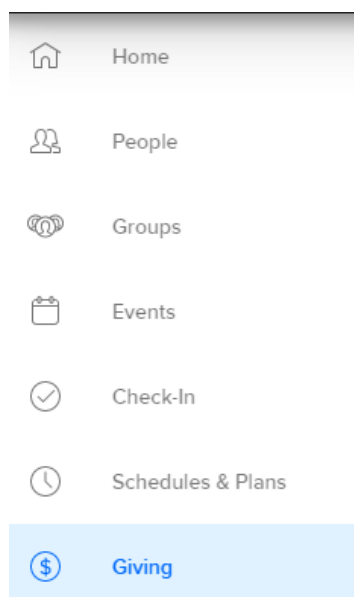 Home
People
Groups
Events
Check-In
Schedules & Plans
$ Giving